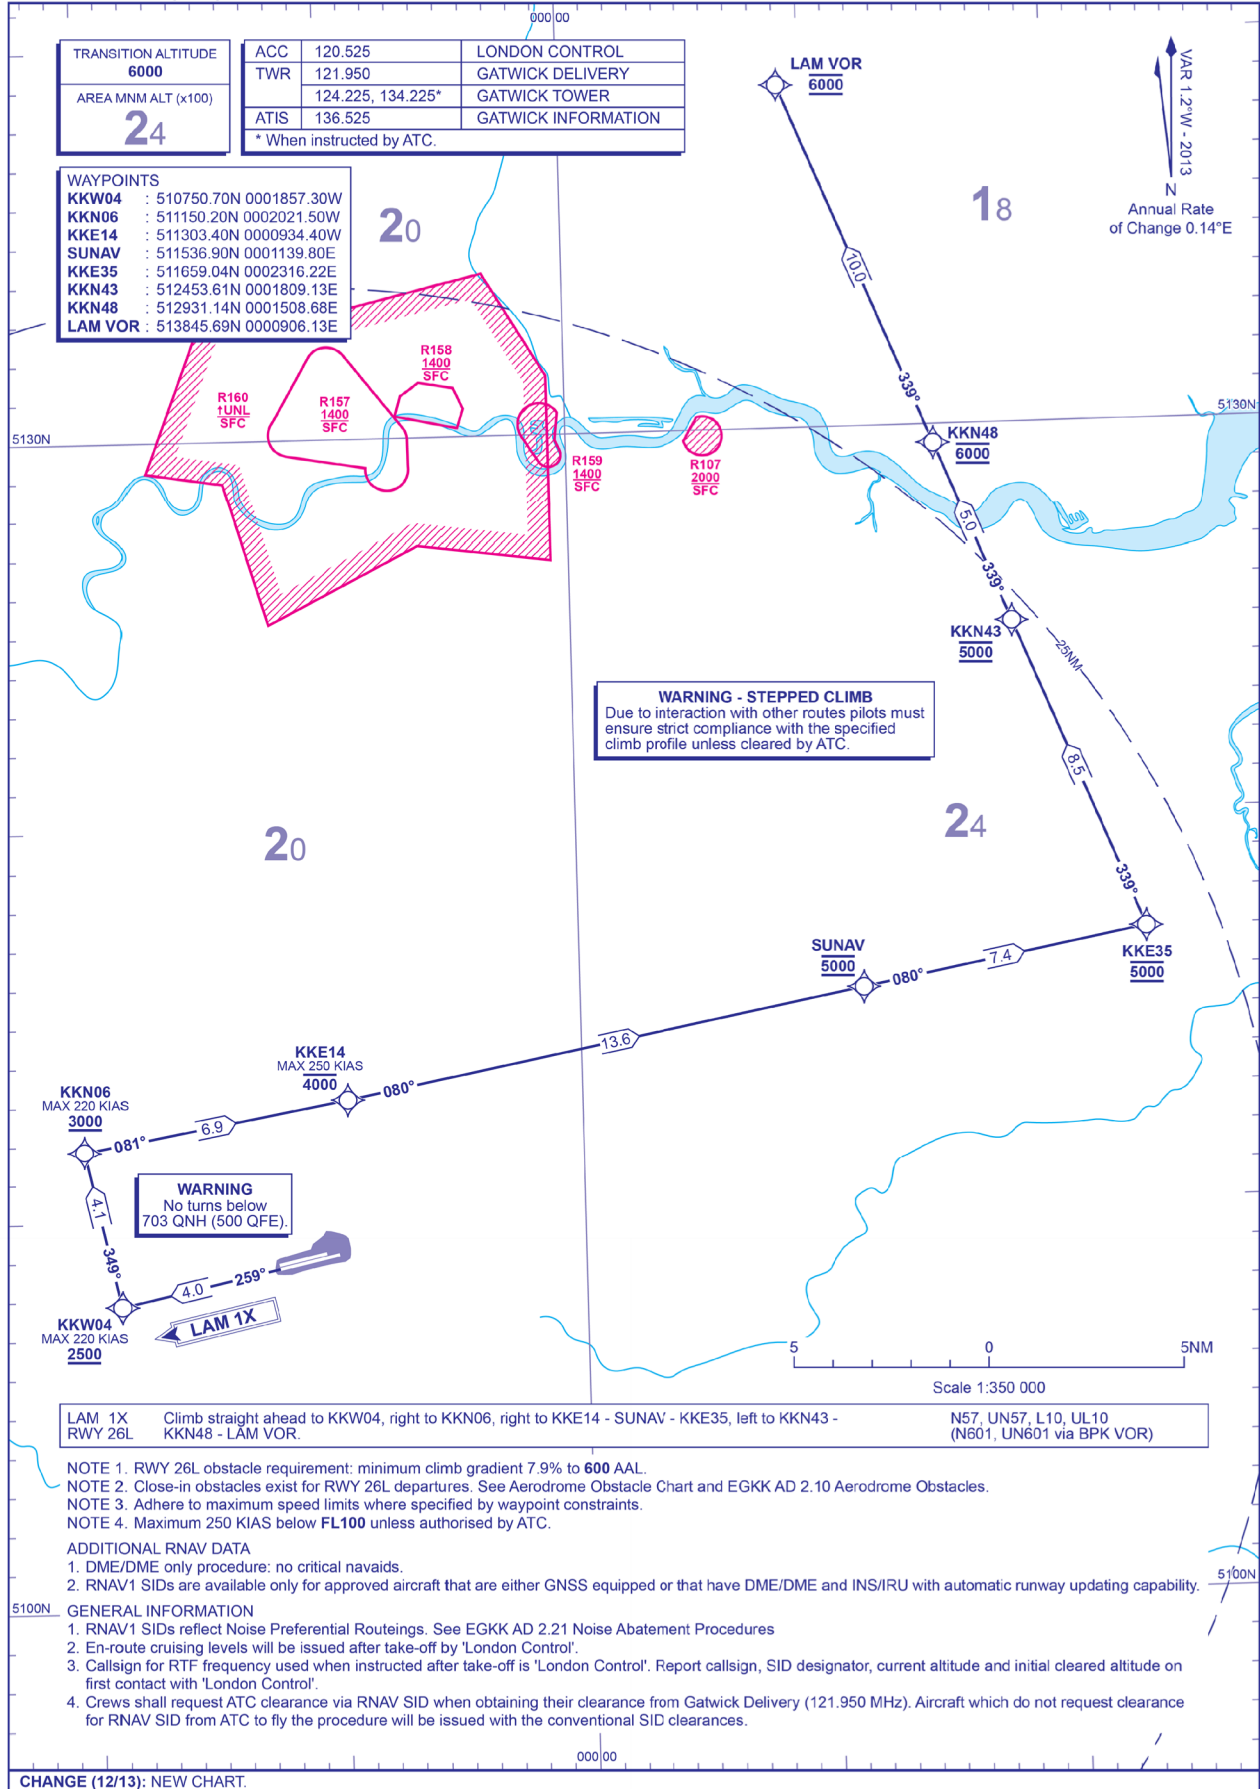 000 00
TRANSITION ALTITUDE
6000
AREA MNM ALT (x100)
24
ACC 120.525 LONDON CONTROL
TWR 121.950 GATWICK DELIVERY
124.225, 134.225* GATWICK TOWER
ATIS 136.525 GATWICK INFORMATION
* When instructed by ATC.
LAM VOR
6000
VAR 1.2°W - 2013
N
Annual Rate
of Change 0.14°E
WAYPOINTS
KKW04 : 510750.70N 0001857.30W
KKN06 : 511150.20N 0002021.50W
KKE14 : 511303.40N 0000934.40W
SUNAV : 511536.90N 0001139.80E
KKE35 : 511659.04N 0002316.22E
KKN43 : 512453.61N 0001809.13E
KKN48 : 512931.14N 0001508.68E
LAM VOR : 513845.69N 0000906.13E
20
18
10.0
R158
1400
SFC
R160
↑UNL
SFC
R157
1400
SFC
339°
5130N
5130N
KKN48
6000
R159
1400
SFC
R107
2000
SFC
5.0
339°
KKN43
5000
25NM
WARNING - STEPPED CLIMB
Due to interaction with other routes pilots must
ensure strict compliance with the specified
climb profile unless cleared by ATC.
8.5
20
24
339°
SUNAV
5000
080°
7.4
KKE35
5000
13.6
KKE14
MAX 250 KIAS
4000
080°
KKN06
MAX 220 KIAS
3000
081°
6.9
WARNING
No turns below
703 QNH (500 QFE).
4.1
349°
259°
4.0
LAM 1X
KKW04
MAX 220 KIAS
2500
5 0 5NM
Scale 1:350 000
LAM 1X Climb straight ahead to KKW04, right to KKN06, right to KKE14 - SUNAV - KKE35, left to KKN43 - N57, UN57, L10, UL10
RWY 26L KKN48 - LAM VOR. (N601, UN601 via BPK VOR)
NOTE 1. RWY 26L obstacle requirement: minimum climb gradient 7.9% to 600 AAL.
NOTE 2. Close-in obstacles exist for RWY 26L departures. See Aerodrome Obstacle Chart and EGKK AD 2.10 Aerodrome Obstacles.
NOTE 3. Adhere to maximum speed limits where specified by waypoint constraints.
NOTE 4. Maximum 250 KIAS below FL100 unless authorised by ATC.
ADDITIONAL RNAV DATA
1. DME/DME only procedure: no critical navaids.
2. RNAV1 SIDs are available only for approved aircraft that are either GNSS equipped or that have DME/DME and INS/IRU with automatic runway updating capability.
5100N
5100N
GENERAL INFORMATION
1. RNAV1 SIDs reflect Noise Preferential Routeings. See EGKK AD 2.21 Noise Abatement Procedures
2. En-route cruising levels will be issued after take-off by 'London Control'.
3. Callsign for RTF frequency used when instructed after take-off is 'London Control'. Report callsign, SID designator, current altitude and initial cleared altitude on
first contact with 'London Control'.
4. Crews shall request ATC clearance via RNAV SID when obtaining their clearance from Gatwick Delivery (121.950 MHz). Aircraft which do not request clearance
for RNAV SID from ATC to fly the procedure will be issued with the conventional SID clearances.
000 00
CHANGE (12/13): NEW CHART.